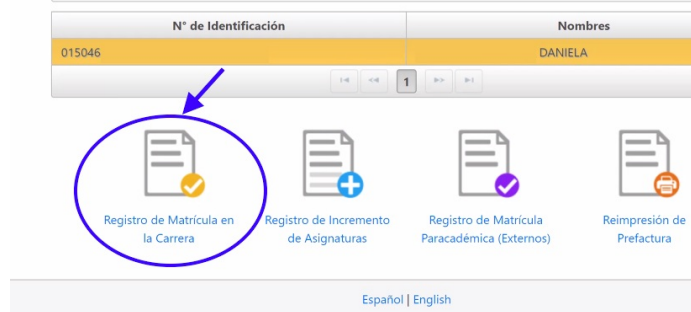 N° de Identificación Nombres
015046 DANIELA
1
Registro de Matrícula en
la Carrera
Registro de Incremento
de Asignaturas
Registro de Matrícula
Paracadémica (Externos)
Reimpresión de
Prefactura
Español | English